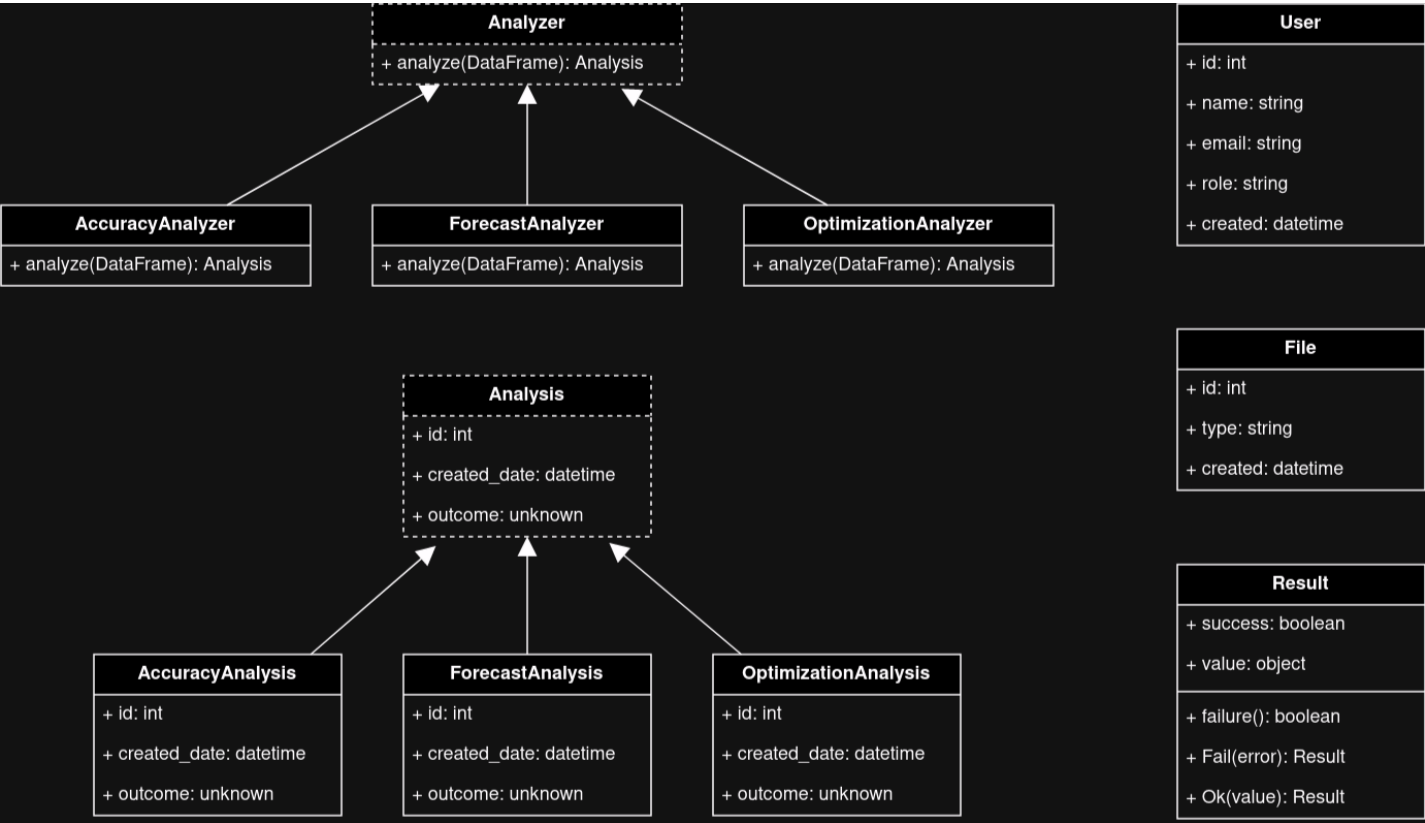 Analyzer
+ analyze(DataFrame): Analysis
AccuracyAnalyzer
+ analyze(DataFrame): Analysis
ForecastAnalyzer
+ analyze(DataFrame): Analysis
OptimizationAnalyzer
+ analyze(DataFrame): Analysis
Analysis
+ id: int
+ created_date: datetime
+ outcome: unknown
AccuracyAnalysis
+ id: int
+ created_date: datetime
+ outcome: unknown
ForecastAnalysis
+ id: int
+ created_date: datetime
+ outcome: unknown
OptimizationAnalysis
+ id: int
+ created_date: datetime
+ outcome: unknown
User
+ id: int
+ name: string
+ email: string
+ role: string
+ created: datetime
File
+ id: int
+ type: string
+ created: datetime
Result
+ success: boolean
+ value: object
+ failure(): boolean
+ Fail(error): Result
+ Ok(value): Result